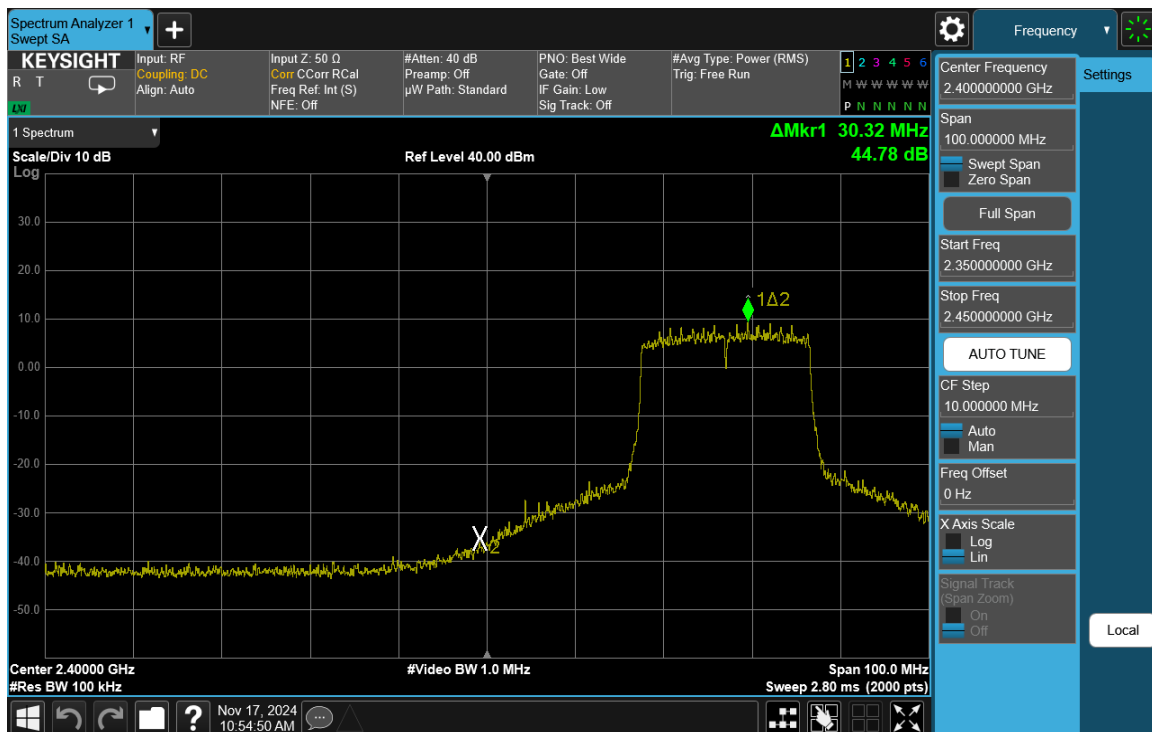 Spectrum Analyzer 1
Swept SA
+
Frequency
KEYSIGHT
R T
LXI
Input: RF
Coupling: DC
Align: Auto
Input Z: 50 Ω
Corr CCorr RCal
Freq Ref: Int (S)
NFE: Off
#Atten: 40 dB
Preamp: Off
µW Path: Standard
PNO: Best Wide
Gate: Off
IF Gain: Low
Sig Track: Off
#Avg Type: Power (RMS)
Trig: Free Run
1 2 3 4 5 6
M W W W W W
P N N N N N
1 Spectrum
Scale/Div 10 dB
Log
Ref Level 40.00 dBm
ΔMkr1 30.32 MHz
44.78 dB
30.0
20.0
10.0
0.00
-10.0
-20.0
-30.0
-40.0
-50.0
1Δ2
X2
Center 2.40000 GHz
#Res BW 100 kHz
#Video BW 1.0 MHz
Span 100.0 MHz
Sweep 2.80 ms (2000 pts)
Nov 17, 2024
10:54:50 AM
?
Center Frequency
2.400000000 GHz
Span
100.000000 MHz
Swept Span
Zero Span
Full Span
Start Freq
2.350000000 GHz
Stop Freq
2.450000000 GHz
AUTO TUNE
CF Step
10.000000 MHz
Auto
Man
Freq Offset
0 Hz
X Axis Scale
Log
Lin
Signal Track
(Span Zoom)
On
Off
Settings
Local